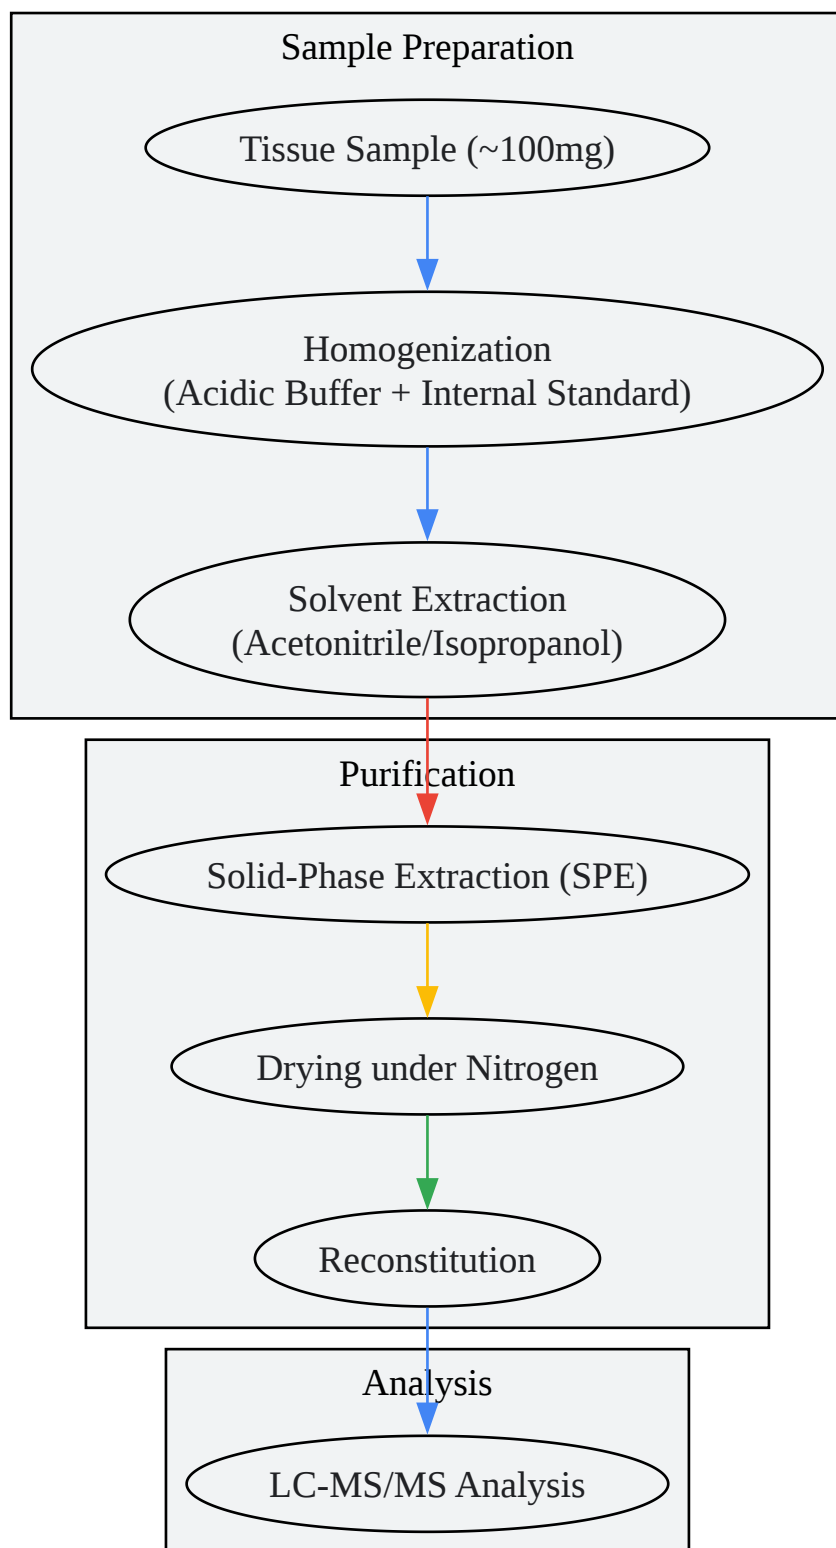 Sample Preparation
Tissue Sample (~100mg)
Homogenization
(Acidic Buffer + Internal Standard)
Solvent Extraction
(Acetonitrile/Isopropanol)
Purification
Solid-Phase Extraction (SPE)
Drying under Nitrogen
Reconstitution
Analysis
LC-MS/MS Analysis